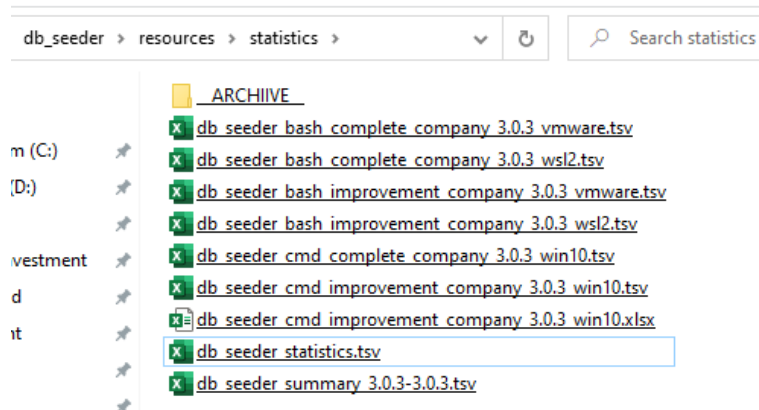 db_seeder > resources > statistics >
Search statistics
__ARCHIIVE__
db_seeder_bash_complete_company_3.0.3_vmware.tsv
m (C:)
db_seeder_bash_complete_company_3.0.3_wsl2.tsv
(D:)
db_seeder_bash_improvement_company_3.0.3_vmware.tsv
db_seeder_bash_improvement_company_3.0.3_wsl2.tsv
vestment
db_seeder_cmd_complete_company_3.0.3_win10.tsv
d
db_seeder_cmd_improvement_company_3.0.3_win10.tsv
nt
db_seeder_cmd_improvement_company_3.0.3_win10.xlsx
db_seeder_statistics.tsv
db_seeder_summary_3.0.3-3.0.3.tsv